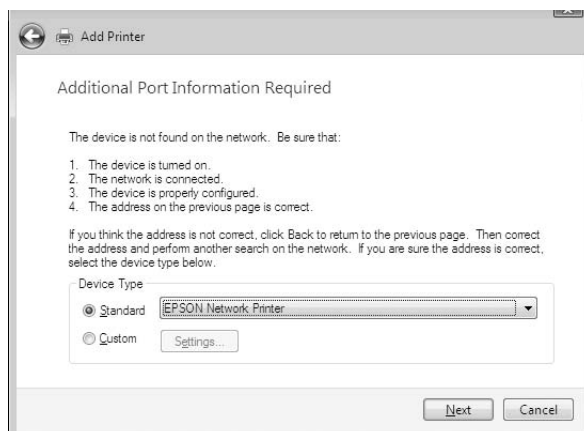 Add Printer
Additional Port Information Required
The device is not found on the network. Be sure that:
1. The device is turned on.
2. The network is connected.
3. The device is properly configured.
4. The address on the previous page is correct.
If you think the address is not correct, click Back to return to the previous page. Then correct
the address and perform another search on the network. If you are sure the address is correct,
select the device type below.
Device Type
Standard EPSON Network Printer
Custom Settings...
Next Cancel